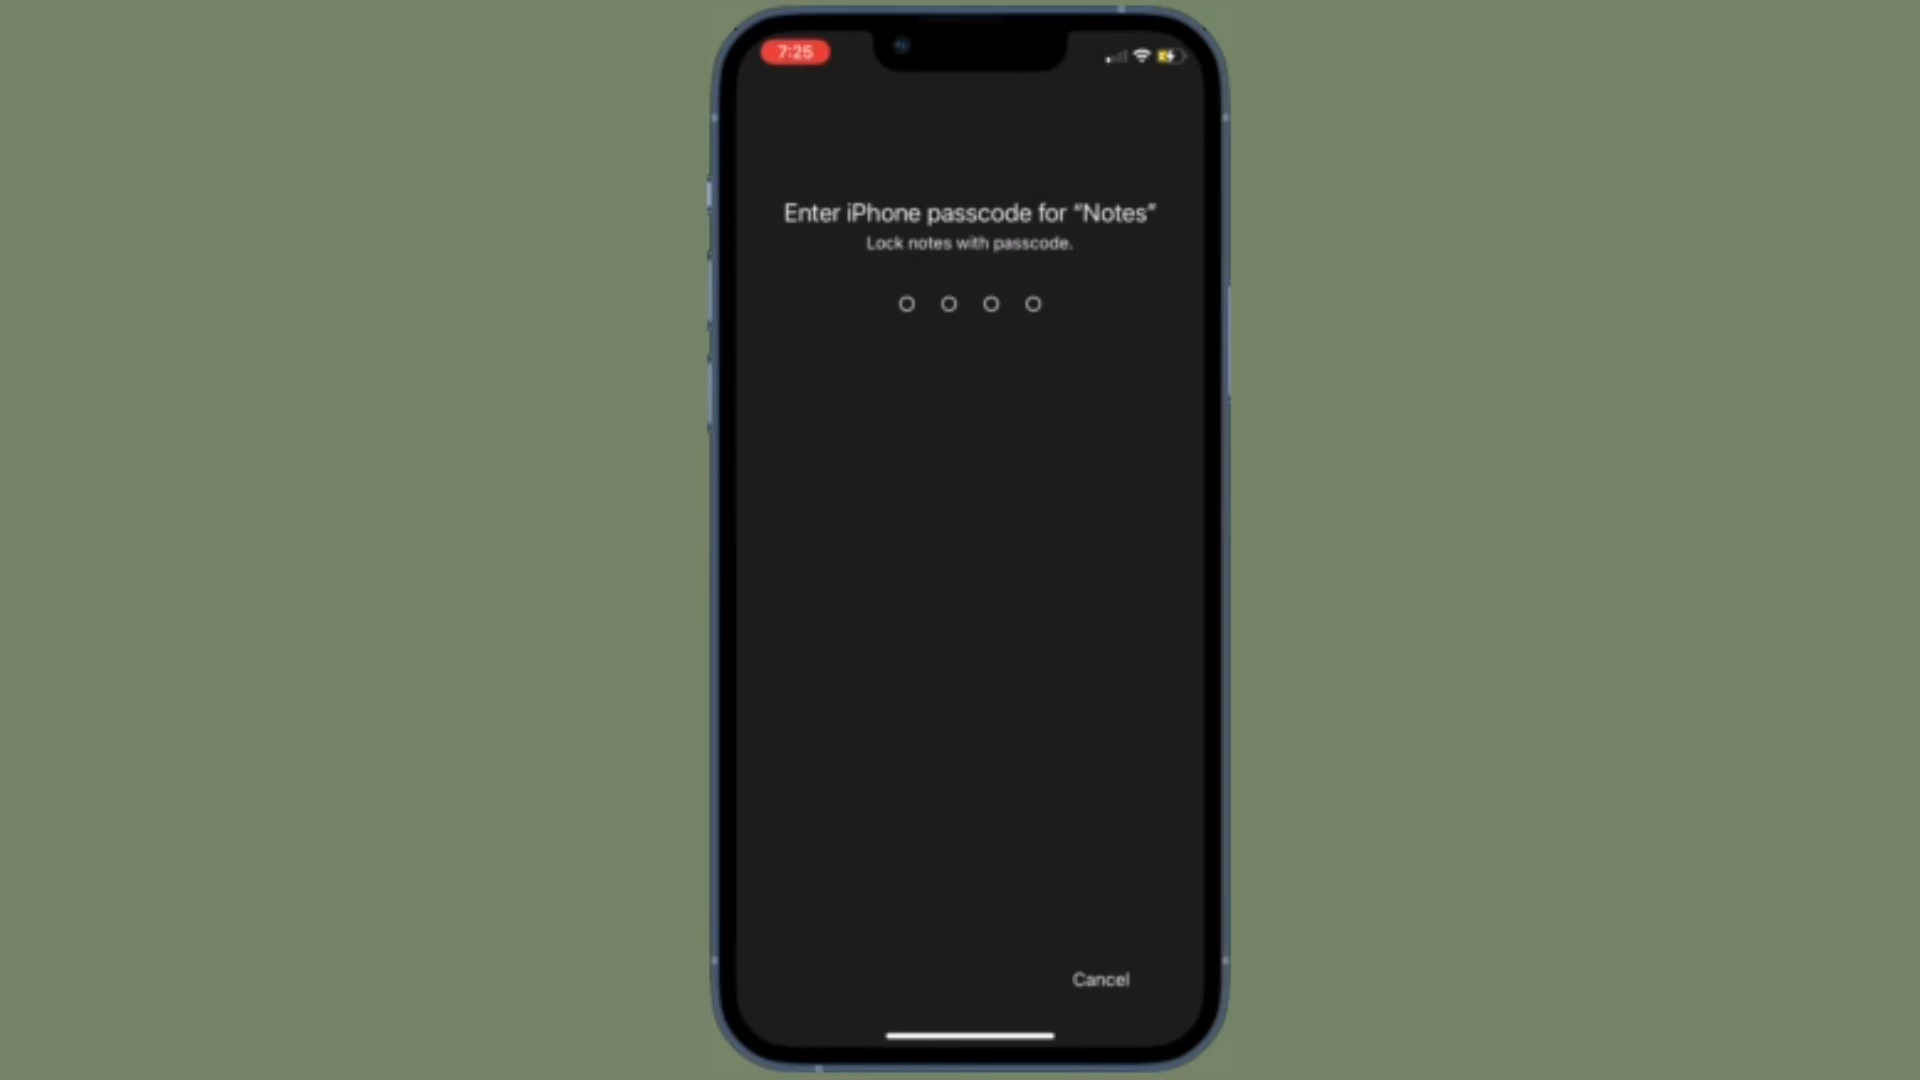 7:25
Enter iPhone passcode for “Notes”
Lock notes with passcode.
Cancel